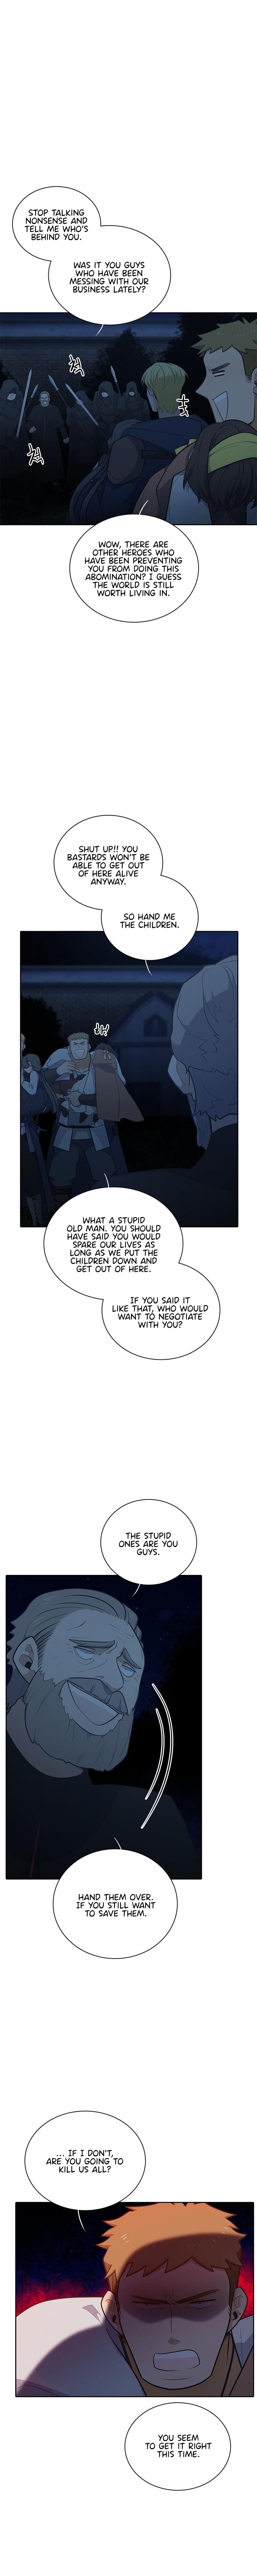 STOP TALKING
NONSENSE AND
TELL ME WHO'S
BEHIND YOU.
WAS IT YOU GUYS
WHO HAVE BEEN
MESSING WITH OUR
BUSINESS LATELY?
WOW, THERE ARE
OTHER HEROES WHO
HAVE BEEN PREVENTING
YOU FROM DOING THIS
ABOMINATION? I GUESS
THE WORLD IS STILL
WORTH LIVING IN.
SHUT UP!! YOU
BASTARDS WON'T BE
ABLE TO GET OUT
OF HERE ALIVE
ANYWAY.
SO HAND ME
THE CHILDREN.
WHAT A STUPID
OLD MAN. YOU SHOULD
HAVE SAID YOU WOULD
SPARE OUR LIVES AS
LONG AS WE PUT THE
CHILDREN DOWN AND
GET OUT OF HERE.
IF YOU SAID IT
LIKE THAT, WHO WOULD
WANT TO NEGOTIATE
WITH YOU?
THE STUPID
ONES ARE YOU
GUYS.
HAND THEM OVER.
IF YOU STILL WANT
TO SAVE THEM.
... IF I DON'T,
ARE YOU GOING TO
KILL US ALL?
YOU SEEM
TO GET IT RIGHT
THIS TIME.